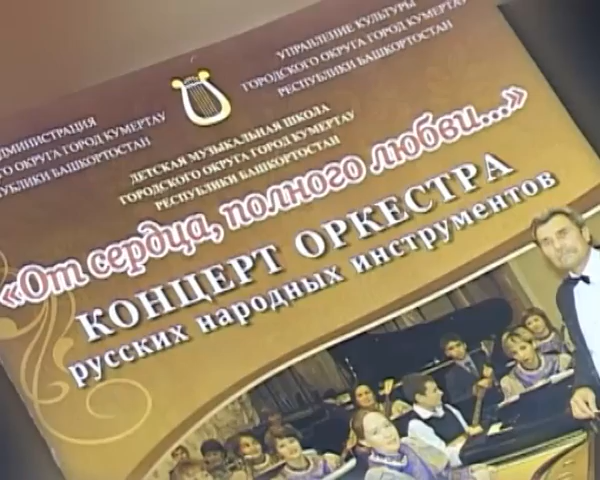 АДМИНИСТРАЦИЯ
ОКРУГА ГОРОД КУМЕРТАУ
РЕСПУБЛИКИ БАШКОРТОСТАН
УПРАВЛЕНИЕ КУЛЬТУРЫ
ГОРОДСКОГО ОКРУГА ГОРОД КУМЕРТАУ
РЕСПУБЛИКИ БАШКОРТОСТАН
ДЕТСКАЯ МУЗЫКАЛЬНАЯ ШКОЛА
ГОРОДСКОГО ОКРУГА ГОРОД КУМЕРТАУ
РЕСПУБЛИКИ БАШКОРТОСТАН
«От сердца, полного любви...»
КОНЦЕРТ ОРКЕСТРА
русских народных инструментов